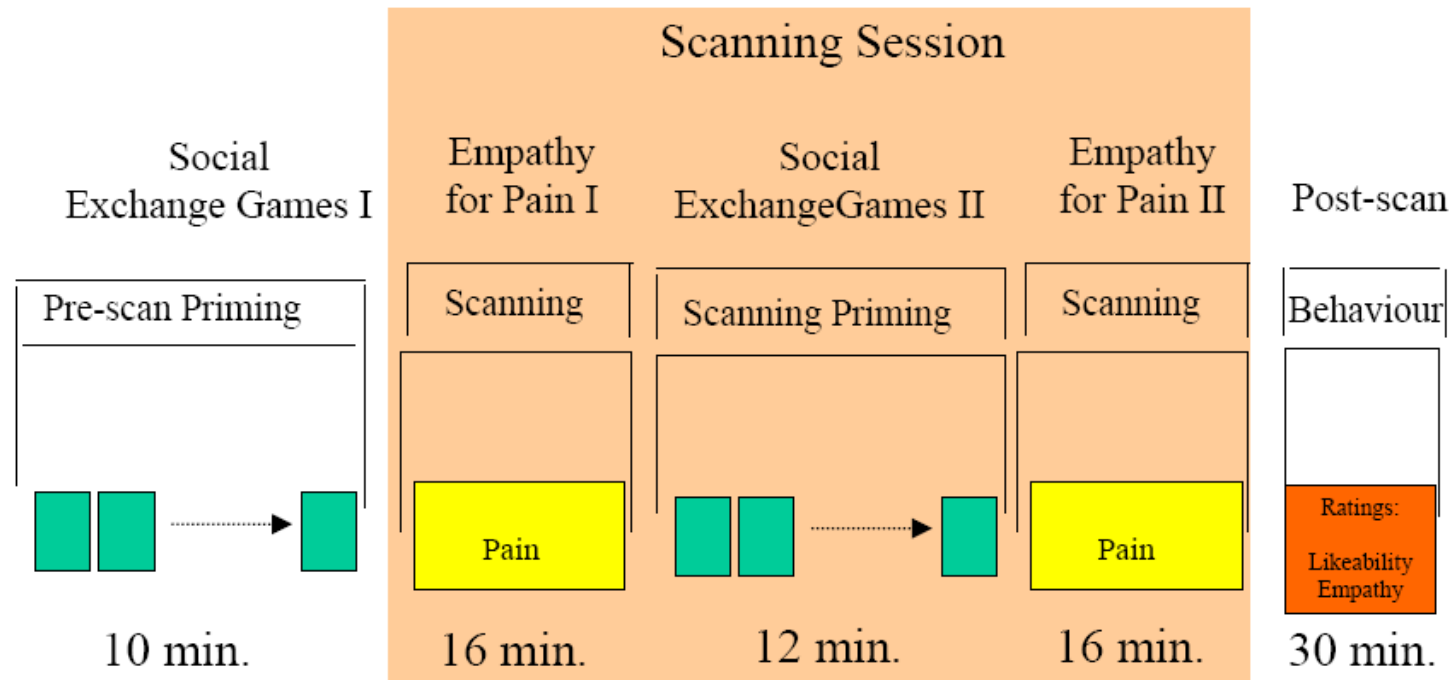 Scanning Session
Social
Exchange Games I
Empathy
for Pain I
Social
ExchangeGames II
Empathy
for Pain II
Post-scan
Pre-scan Priming
Scanning
Scanning Priming
Scanning
Behaviour
Pain
Pain
Ratings:
Likeability
Empathy
10 min.
16 min.
12 min.
16 min.
30 min.